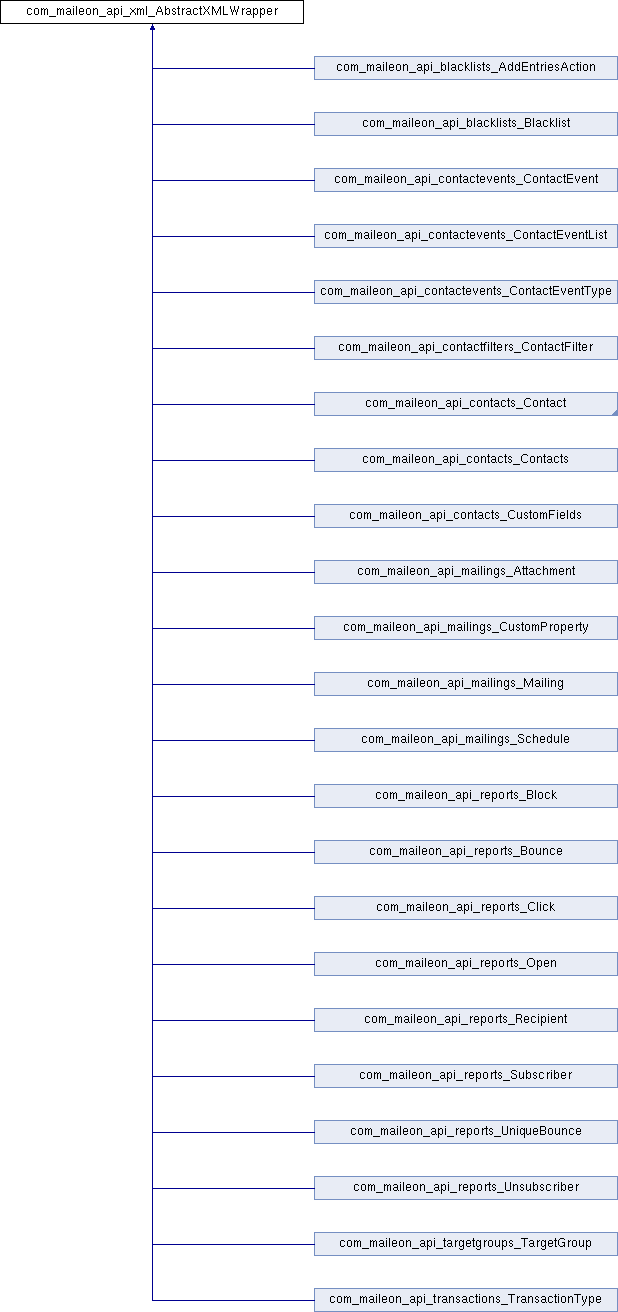 com_maileon_api_xml_AbstractXMLWrapper
com_maileon_api_blacklists_AddEntriesAction
com_maileon_api_blacklists_Blacklist
com_maileon_api_contactevents_ContactEvent
com_maileon_api_contactevents_ContactEventList
com_maileon_api_contactevents_ContactEventType
com_maileon_api_contactfilters_ContactFilter
com_maileon_api_contacts_Contact
com_maileon_api_contacts_Contacts
com_maileon_api_contacts_CustomFields
com_maileon_api_mailings_Attachment
com_maileon_api_mailings_CustomProperty
com_maileon_api_mailings_Mailing
com_maileon_api_mailings_Schedule
com_maileon_api_reports_Block
com_maileon_api_reports_Bounce
com_maileon_api_reports_Click
com_maileon_api_reports_Open
com_maileon_api_reports_Recipient
com_maileon_api_reports_Subscriber
com_maileon_api_reports_UniqueBounce
com_maileon_api_reports_Unsubscriber
com_maileon_api_targetgroups_TargetGroup
com_maileon_api_transactions_TransactionType